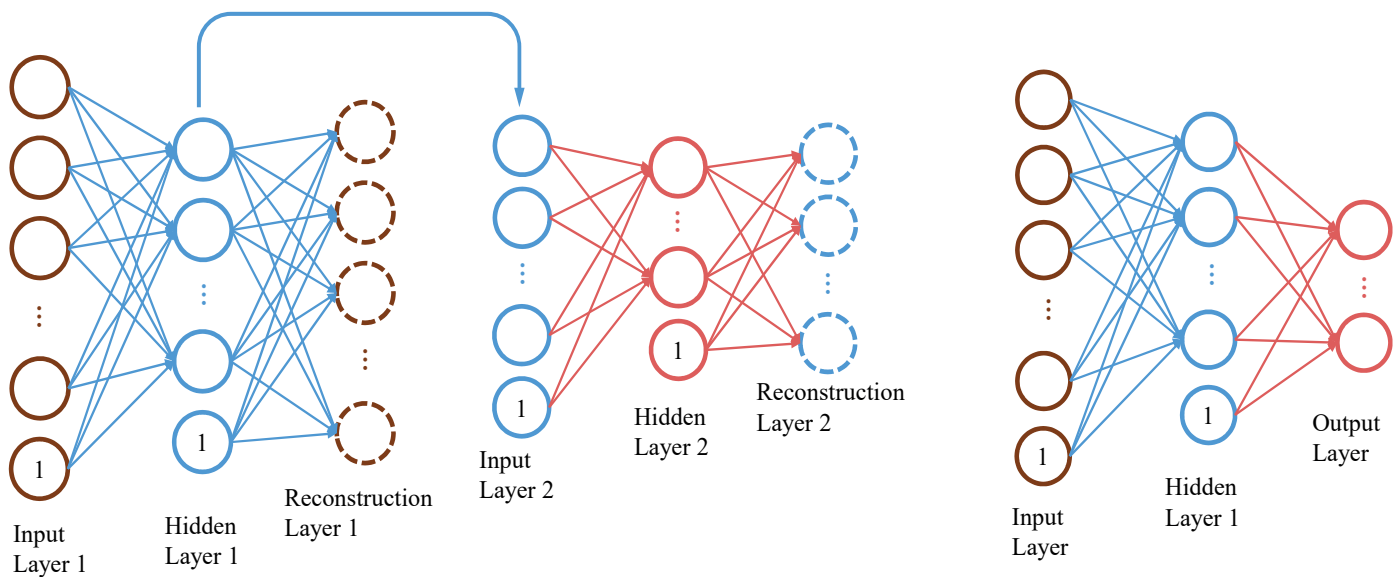 1
Input
Layer 1
1
Hidden
Layer 1
Reconstruction
Layer 1
1
Input
Layer 2
1
Hidden
Layer 2
Reconstruction
Layer 2
1
Input
Layer
1
Hidden
Layer 1
Output
Layer